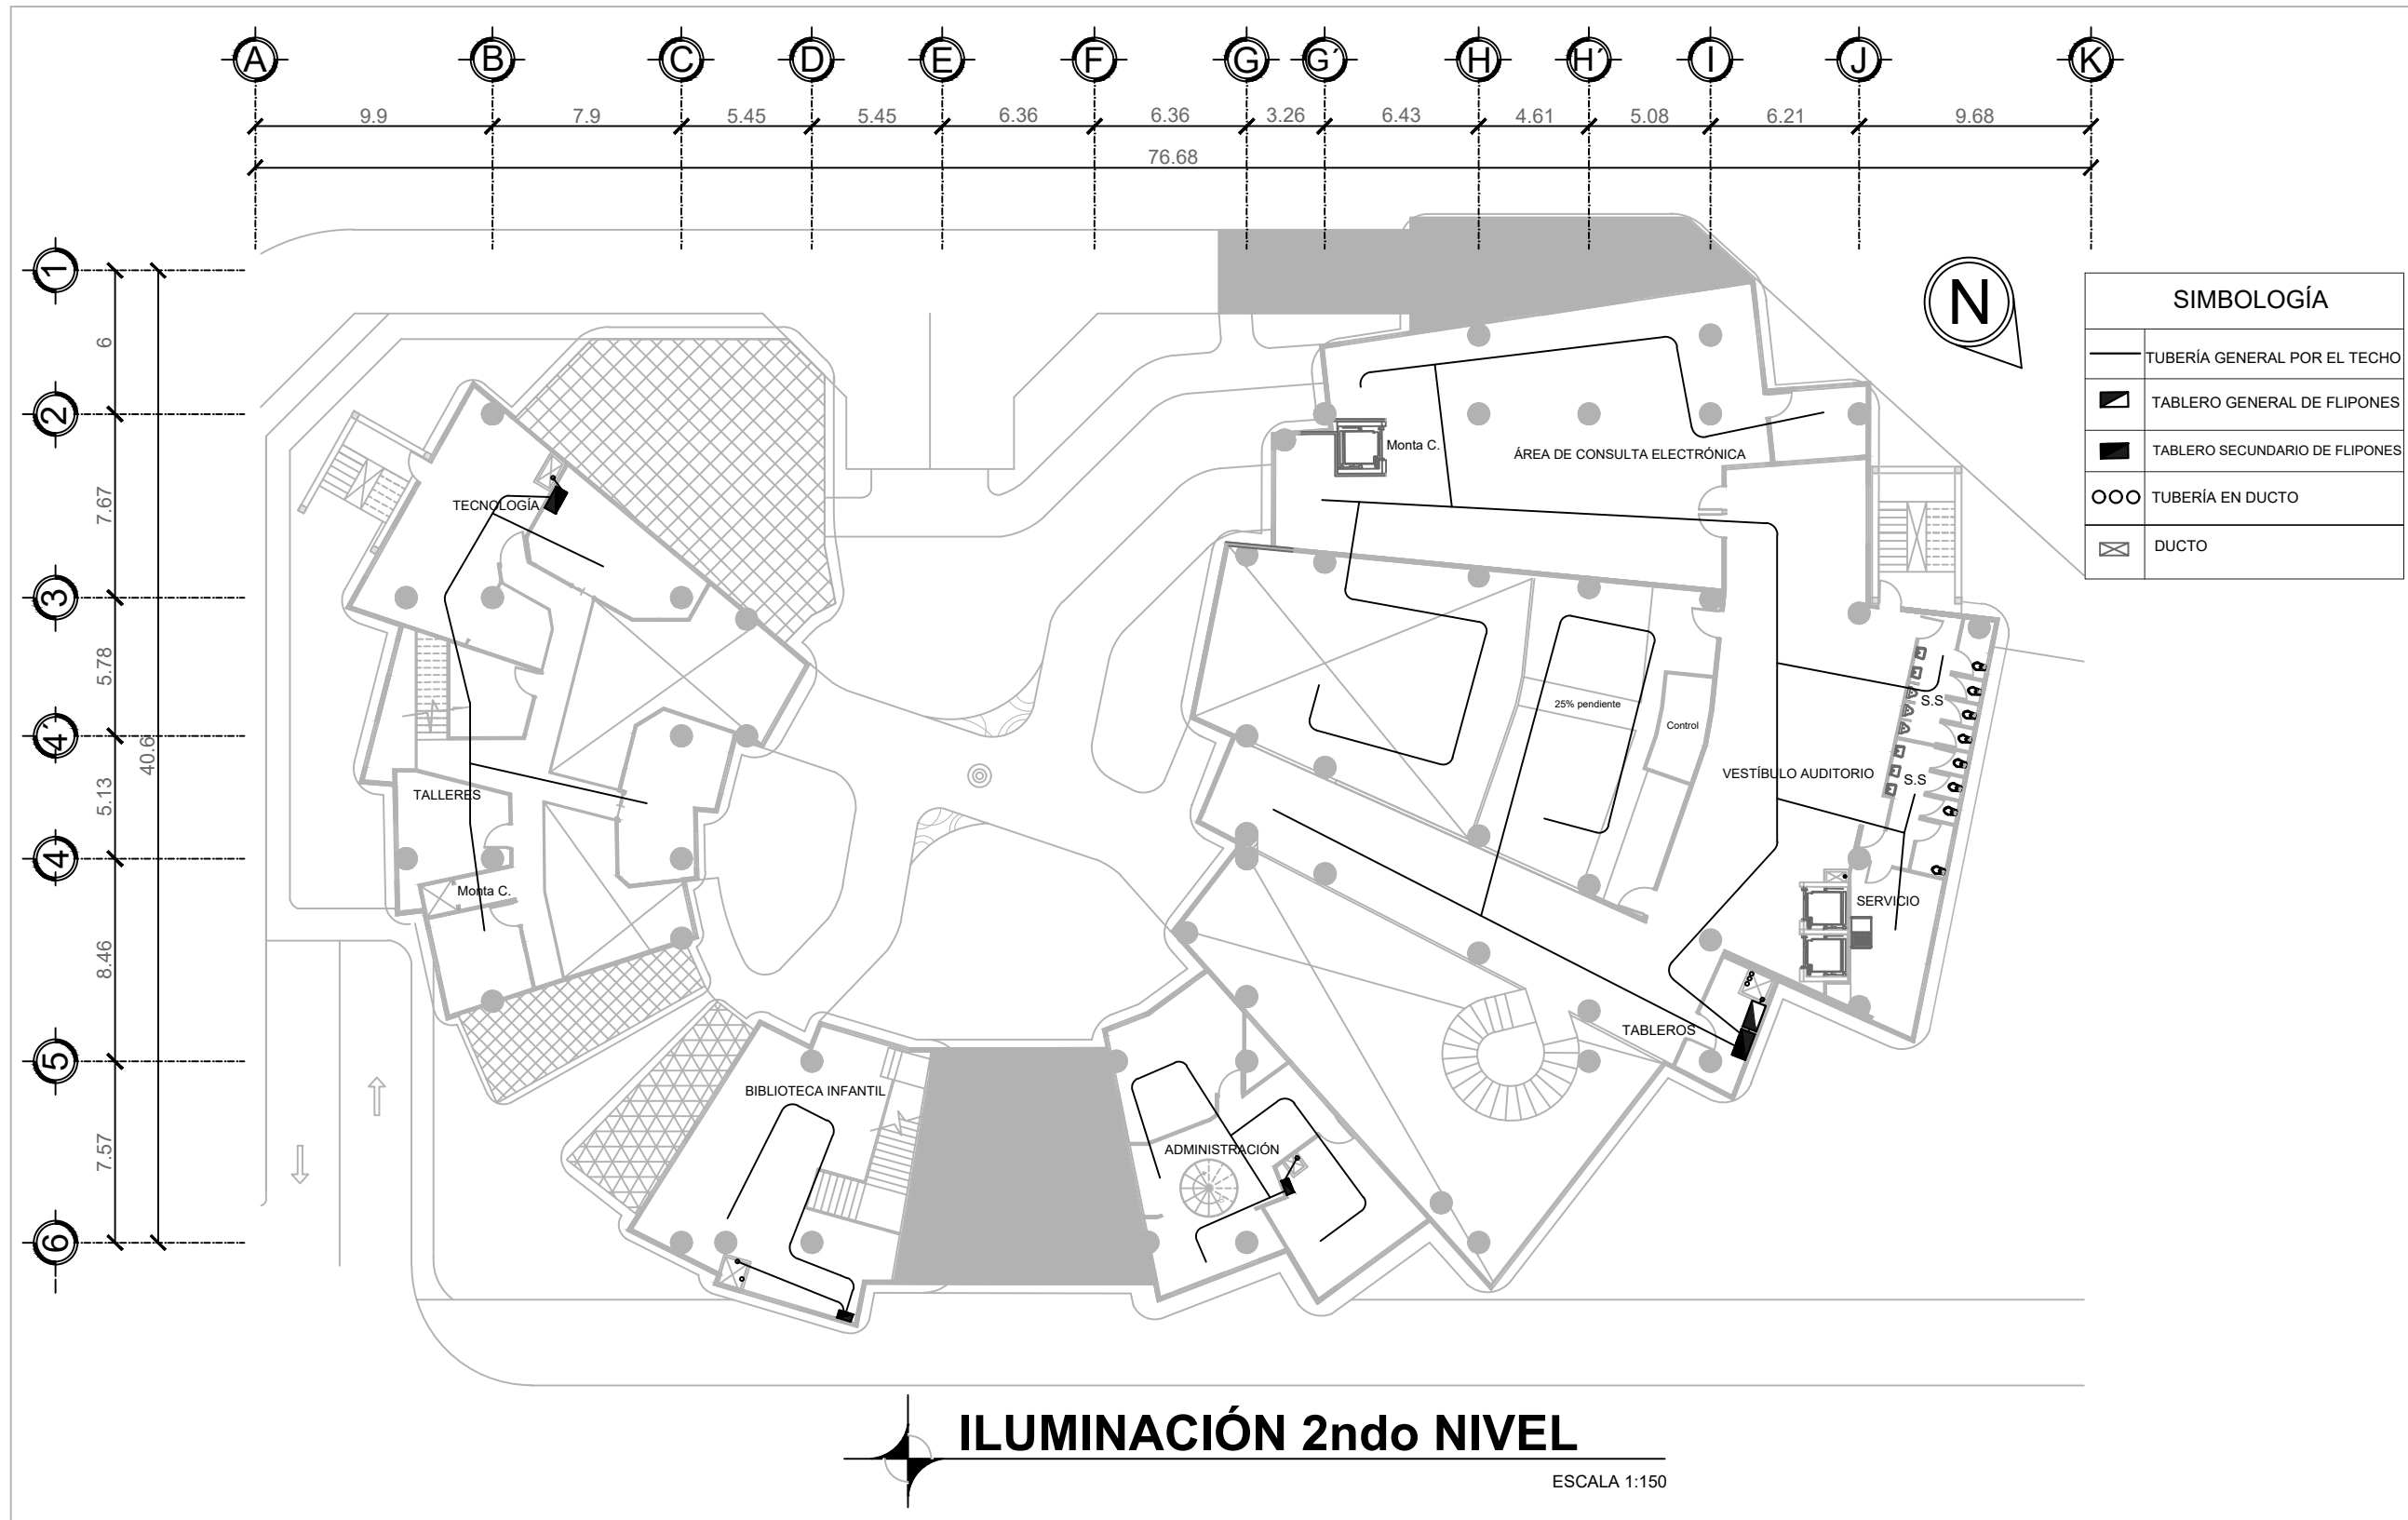 A B C D E F G G´ H H´ I J K
9.9 7.9 5.45 5.45 6.36 6.36 3.26 6.43 4.61 5.08 6.21 9.68
76.68
1
2
3
4´
4
5
6
6
7.67
5.78
5.13
8.46
7.57
40.6
N
SIMBOLOGÍA
TUBERÍA GENERAL POR EL TECHO
TABLERO GENERAL DE FLIPONES
TABLERO SECUNDARIO DE FLIPONES
TUBERÍA EN DUCTO
DUCTO
Monta C.
ÁREA DE CONSULTA ELECTRÓNICA
TECNOLOGÍA
25% pendiente
Control
S.S
VESTÍBULO AUDITORIO
S.S
TALLERES
Monta C.
SERVICIO
TABLEROS
BIBLIOTECA INFANTIL
ADMINISTRACIÓN
ILUMINACIÓN 2ndo NIVEL
ESCALA 1:150